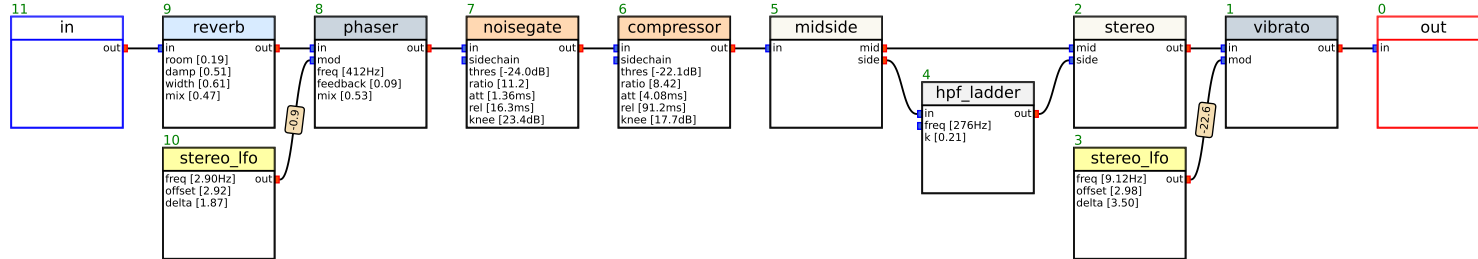 11
in
out
9
reverb
in out
room [0.19]
damp [0.51]
width [0.61]
mix [0.47]
10
stereo_lfo
freq [2.90Hz] out
offset [2.92]
delta [1.87]
-0.9
8
phaser
in out
mod
freq [412Hz]
feedback [0.09]
mix [0.53]
7
noisegate
in out
sidechain
thres [-24.0dB]
ratio [11.2]
att [1.36ms]
rel [16.3ms]
knee [23.4dB]
6
compressor
in out
sidechain
thres [-22.1dB]
ratio [8.42]
att [4.08ms]
rel [91.2ms]
knee [17.7dB]
5
midside
in mid
side
4
hpf_ladder
in out
freq [276Hz]
k [0.21]
2
stereo
mid out
side
3
stereo_lfo
freq [9.12Hz] out
offset [2.98]
delta [3.50]
-22.6
1
vibrato
in out
mod
0
out
in